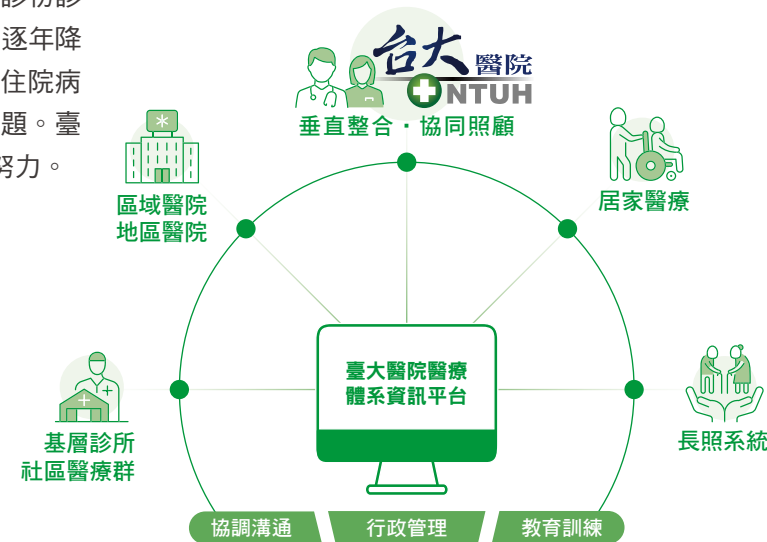 逐年降
住院病
題。臺
努力。
台大醫院
NTUH
垂直整合・協同照顧
區域醫院
地區醫院
居家醫療
臺大醫院醫療
體系資訊平台
基層診所
社區醫療群
長照系統
協調溝通
行政管理
教育訓練